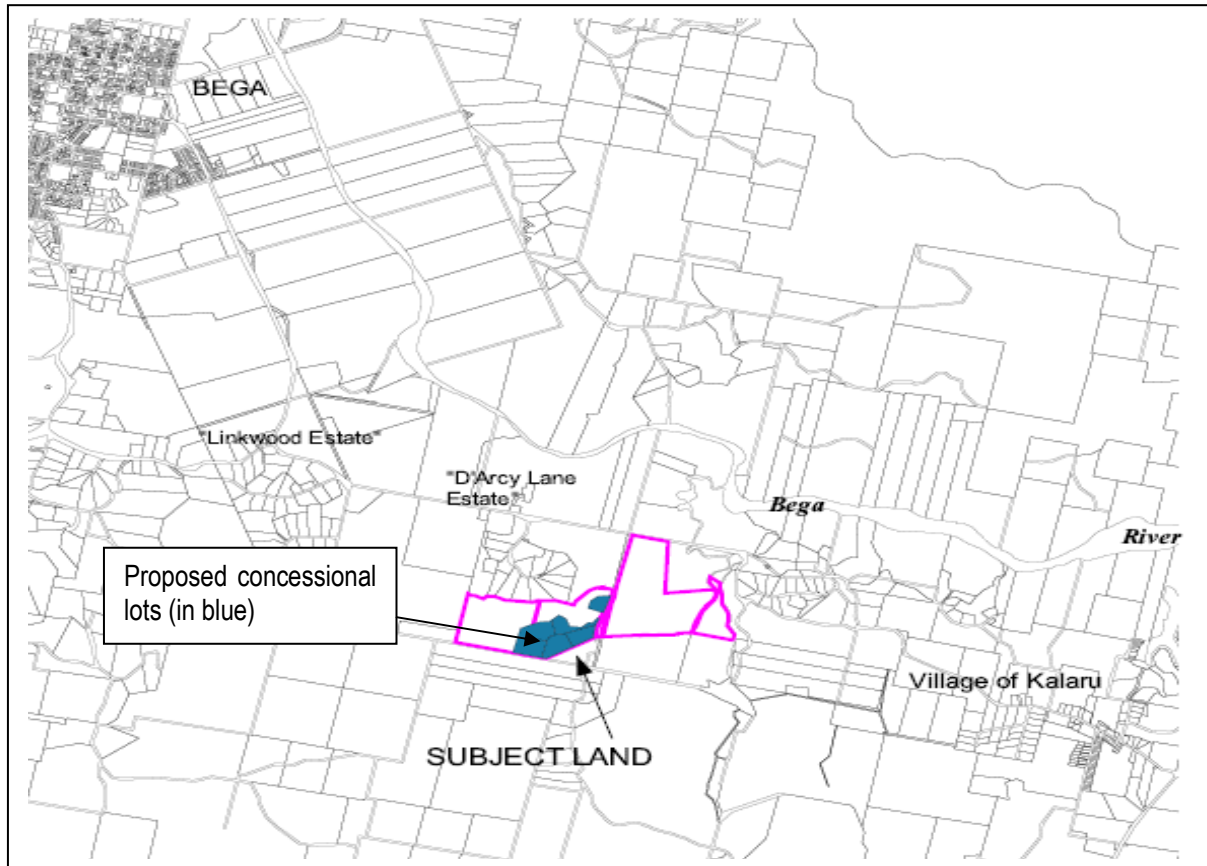 BEGA
"Linkwood Estate"
"D'Arcy Lane
Estate"
Bega
River
Proposed concessional
lots (in blue)
Village of Kalaru
SUBJECT LAND